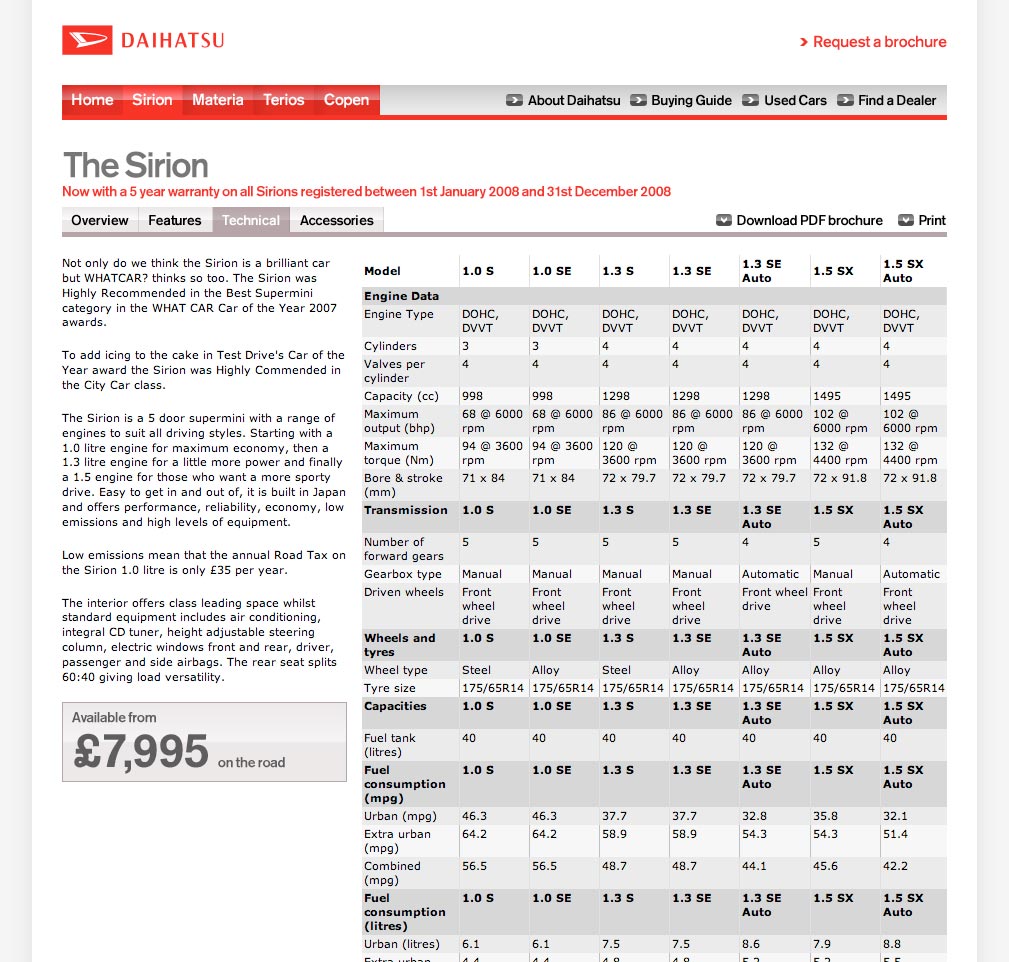 DAIHATSU
Request a brochure
Home Sirion Materia Terios Copen About Daihatsu Buying Guide Used Cars Find a Dealer
The Sirion
Now with a 5 year warranty on all Sirions registered between 1st January 2008 and 31st December 2008
Overview Features Technical Accessories Download PDF brochure Print
Not only do we think the Sirion is a brilliant car
but WHATCAR? thinks so too. The Sirion was
Highly Recommended in the Best Supermini
category in the WHAT CAR Car of the Year 2007
awards.
To add icing to the cake in Test Drive's Car of the
Year award the Sirion was Highly Commended in
the City Car class.
The Sirion is a 5 door supermini with a range of
engines to suit all driving styles. Starting with a
1.0 litre engine for maximum economy, then a
1.3 litre engine for a little more power and finally
a 1.5 engine for those who want a more sporty
drive. Easy to get in and out of, it is built in Japan
and offers performance, reliability, economy, low
emissions and high levels of equipment.
Low emissions mean that the annual Road Tax on
the Sirion 1.0 litre is only £35 per year.
The interior offers class leading space whilst
standard equipment includes air conditioning,
integral CD tuner, height adjustable steering
column, electric windows front and rear, driver,
passenger and side airbags. The rear seat splits
60:40 giving load versatility.
Available from
£7,995 on the road
Model 1.0 S 1.0 SE 1.3 S 1.3 SE 1.3 SE Auto 1.5 SX 1.5 SX Auto
Engine Data
Engine Type DOHC, DVVT DOHC, DVVT DOHC, DVVT DOHC, DVVT DOHC, DVVT DOHC, DVVT DOHC, DVVT
Cylinders 3 3 4 4 4 4 4
Valves per cylinder 4 4 4 4 4 4 4
Capacity (cc) 998 998 1298 1298 1298 1495 1495
Maximum output (bhp) 68 @ 6000 rpm 68 @ 6000 rpm 86 @ 6000 rpm 86 @ 6000 rpm 86 @ 6000 rpm 102 @ 6000 rpm 102 @ 6000 rpm
Maximum torque (Nm) 94 @ 3600 rpm 94 @ 3600 rpm 120 @ 3600 rpm 120 @ 3600 rpm 120 @ 3600 rpm 132 @ 4400 rpm 132 @ 4400 rpm
Bore & stroke (mm) 71 x 84 71 x 84 72 x 79.7 72 x 79.7 72 x 79.7 72 x 91.8 72 x 91.8
Transmission 1.0 S 1.0 SE 1.3 S 1.3 SE 1.3 SE Auto 1.5 SX 1.5 SX Auto
Number of forward gears 5 5 5 5 4 5 4
Gearbox type Manual Manual Manual Manual Automatic Manual Automatic
Driven wheels Front wheel drive Front wheel drive Front wheel drive Front wheel drive Front wheel drive Front wheel drive Front wheel drive
Wheels and tyres 1.0 S 1.0 SE 1.3 S 1.3 SE 1.3 SE Auto 1.5 SX 1.5 SX Auto
Wheel type Steel Alloy Steel Alloy Alloy Alloy Alloy
Tyre size 175/65R14 175/65R14 175/65R14 175/65R14 175/65R14 175/65R14 175/65R14
Capacities 1.0 S 1.0 SE 1.3 S 1.3 SE 1.3 SE Auto 1.5 SX 1.5 SX Auto
Fuel tank (litres) 40 40 40 40 40 40 40
Fuel consumption (mpg) 1.0 S 1.0 SE 1.3 S 1.3 SE 1.3 SE Auto 1.5 SX 1.5 SX Auto
Urban (mpg) 46.3 46.3 37.7 37.7 32.8 35.8 32.1
Extra urban (mpg) 64.2 64.2 58.9 58.9 54.3 54.3 51.4
Combined (mpg) 56.5 56.5 48.7 48.7 44.1 45.6 42.2
Fuel consumption (litres) 1.0 S 1.0 SE 1.3 S 1.3 SE 1.3 SE Auto 1.5 SX 1.5 SX Auto
Urban (litres) 6.1 6.1 7.5 7.5 8.6 7.9 8.8
Extra urban